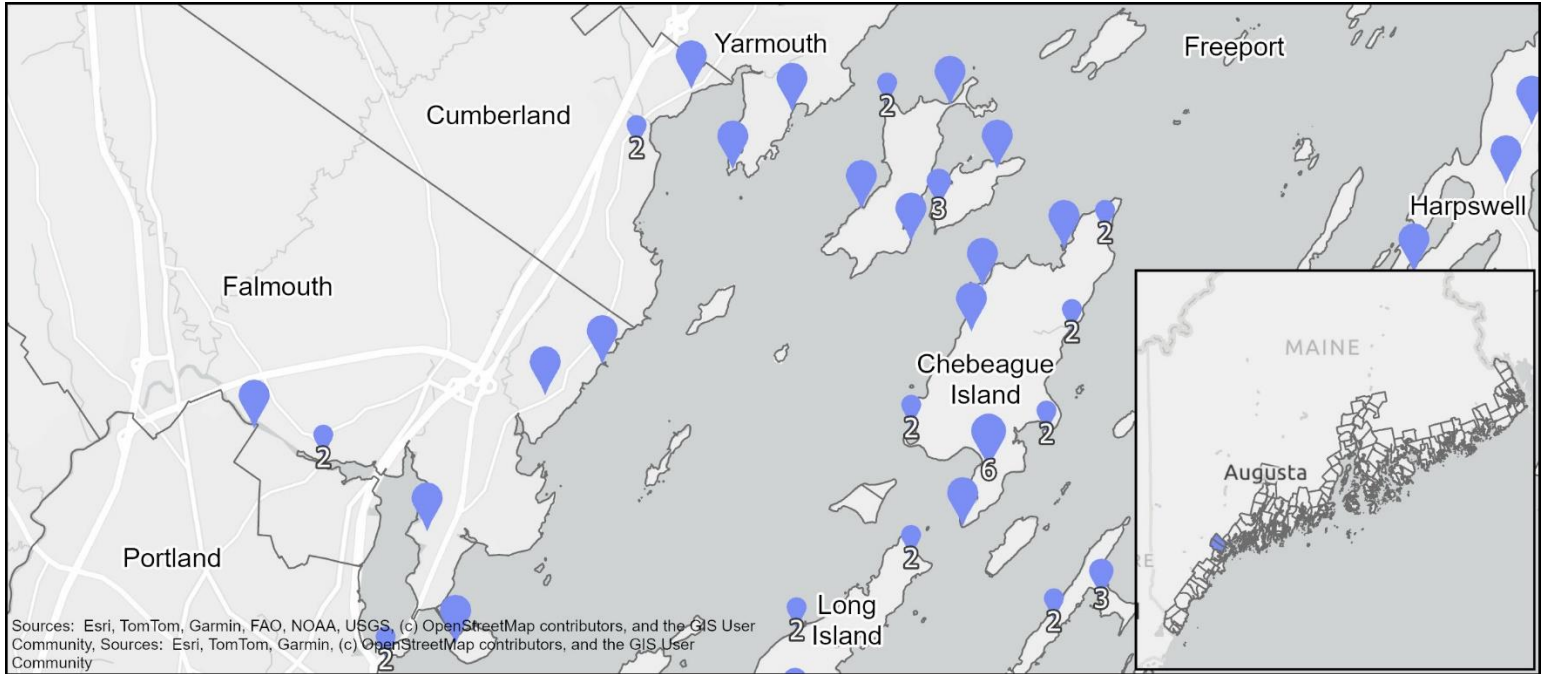 Yarmouth
Freeport
Cumberland
2
2
3
Harpswell
2
Falmouth
2
MAINE
Chebeague
Island
2
2
2
6
Augusta
2
Portland
3
2
Long
Island
2
2
Sources: Esri, TomTom, Garmin, FAO, NOAA, USGS, (c) OpenStreetMap contributors, and the GIS User
Community, Sources: Esri, TomTom, Garmin, (c) OpenStreetMap contributors, and the GIS User
Community